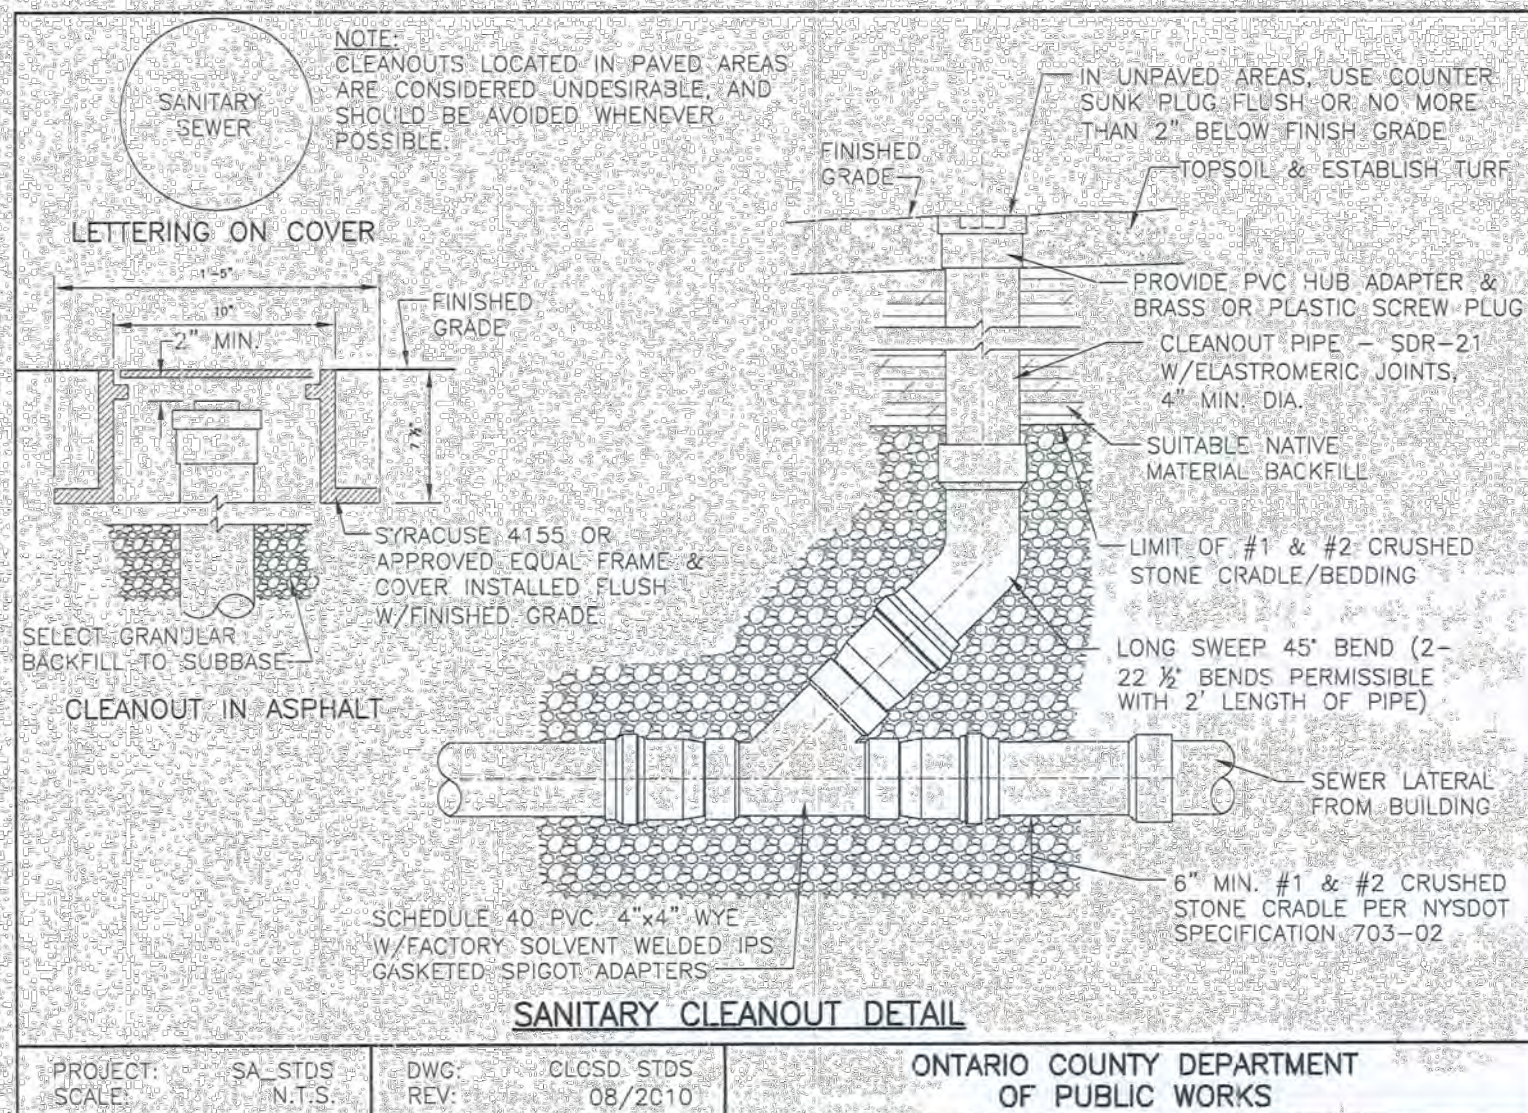 NOTE:
CLEANOUTS LOCATED IN PAVED AREAS
ARE CONSIDERED UNDESIRABLE, AND
SHOULD BE AVOIDED WHENEVER
POSSIBLE.
SANITARY
SEWER
LETTERING ON COVER
1'-5"
10"
2" MIN.
FINISHED
GRADE
7 ½"
SYRACUSE 4155 OR
APPROVED EQUAL FRAME &
COVER INSTALLED FLUSH
W/FINISHED GRADE
SELECT GRANULAR
BACKFILL TO SUBBASE
CLEANOUT IN ASPHALT
FINISHED
GRADE
IN UNPAVED AREAS, USE COUNTER
SUNK PLUG FLUSH OR NO MORE
THAN 2" BELOW FINISH GRADE
TOPSOIL & ESTABLISH TURF
PROVIDE PVC HUB ADAPTER &
BRASS OR PLASTIC SCREW PLUG
CLEANOUT PIPE - SDR-21
W/ELASTROMERIC JOINTS,
4" MIN. DIA.
SUITABLE NATIVE
MATERIAL BACKFILL
LIMIT OF #1 & #2 CRUSHED
STONE CRADLE/BEDDING
LONG SWEEP 45° BEND (2-
22 ½° BENDS PERMISSIBLE
WITH 2' LENGTH OF PIPE)
SEWER LATERAL
FROM BUILDING
6" MIN. #1 & #2 CRUSHED
STONE CRADLE PER NYSDOT
SPECIFICATION 703-02
SCHEDULE 40 PVC 4"x4" WYE
W/FACTORY SOLVENT WELDED IPS
GASKETED SPIGOT ADAPTERS
SANITARY CLEANOUT DETAIL
PROJECT: SA_STDS
SCALE: N.T.S.
DWG: CLCSD STDS
REV: 08/2010
ONTARIO COUNTY DEPARTMENT
OF PUBLIC WORKS